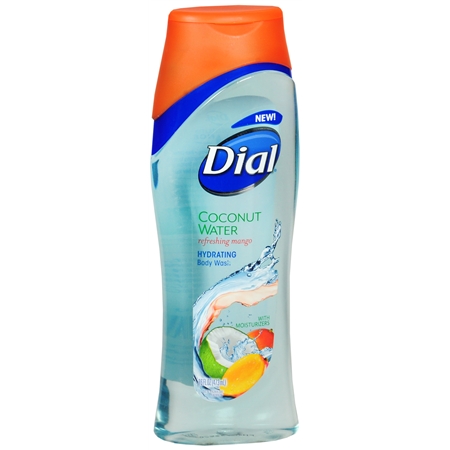 NEW!
Dial
COCONUT
WATER
refreshing mango
HYDRATING
Body Wash
WITH
MOISTURIZERS